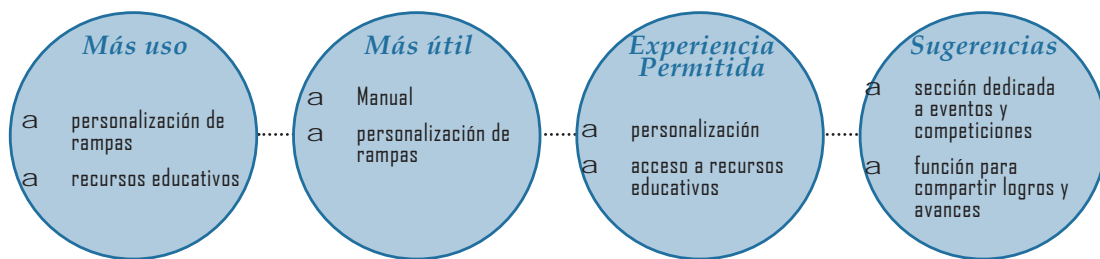 Más uso
a personalización de
rampas
a recursos educativos
Más útil
a Manual
a personalización de
rampas
Experiencia
Permitida
a personalización
a acceso a recursos
educativos
Sugerencias
a sección dedicada
a eventos y
competiciones
a función para
compartir logros y
avances